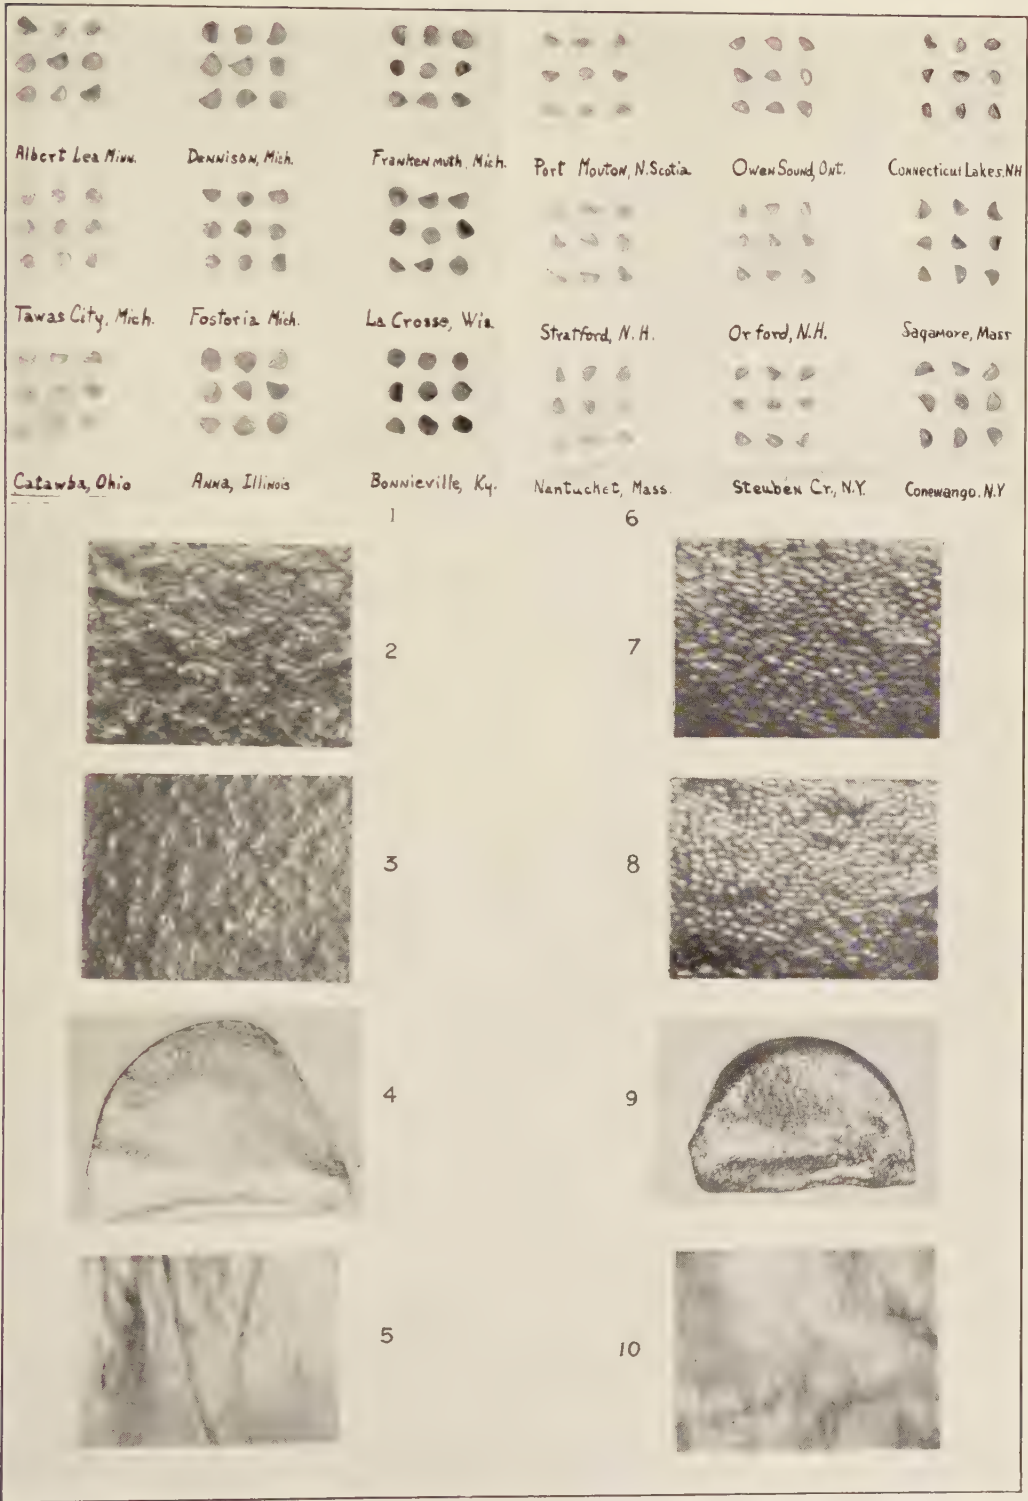 Albert Lea Minn. Dennison, Mich. Frankenmuth, Mich. Port Mouton, N. Scotia Owen Sound, Ont. Connecticut Lakes, NH
Tawas City, Mich. Fostoria Mich. La Crosse, Wis. Stratford, N.H. Orford, N.H. Sagamore, Mass
Catawba, Ohio Anna, Illinois Bonnieville, Ky. Nantucket, Mass. Steuben Cr., N.Y. Conewango, N.Y
1 6
2 7
3 8
4 9
5 10